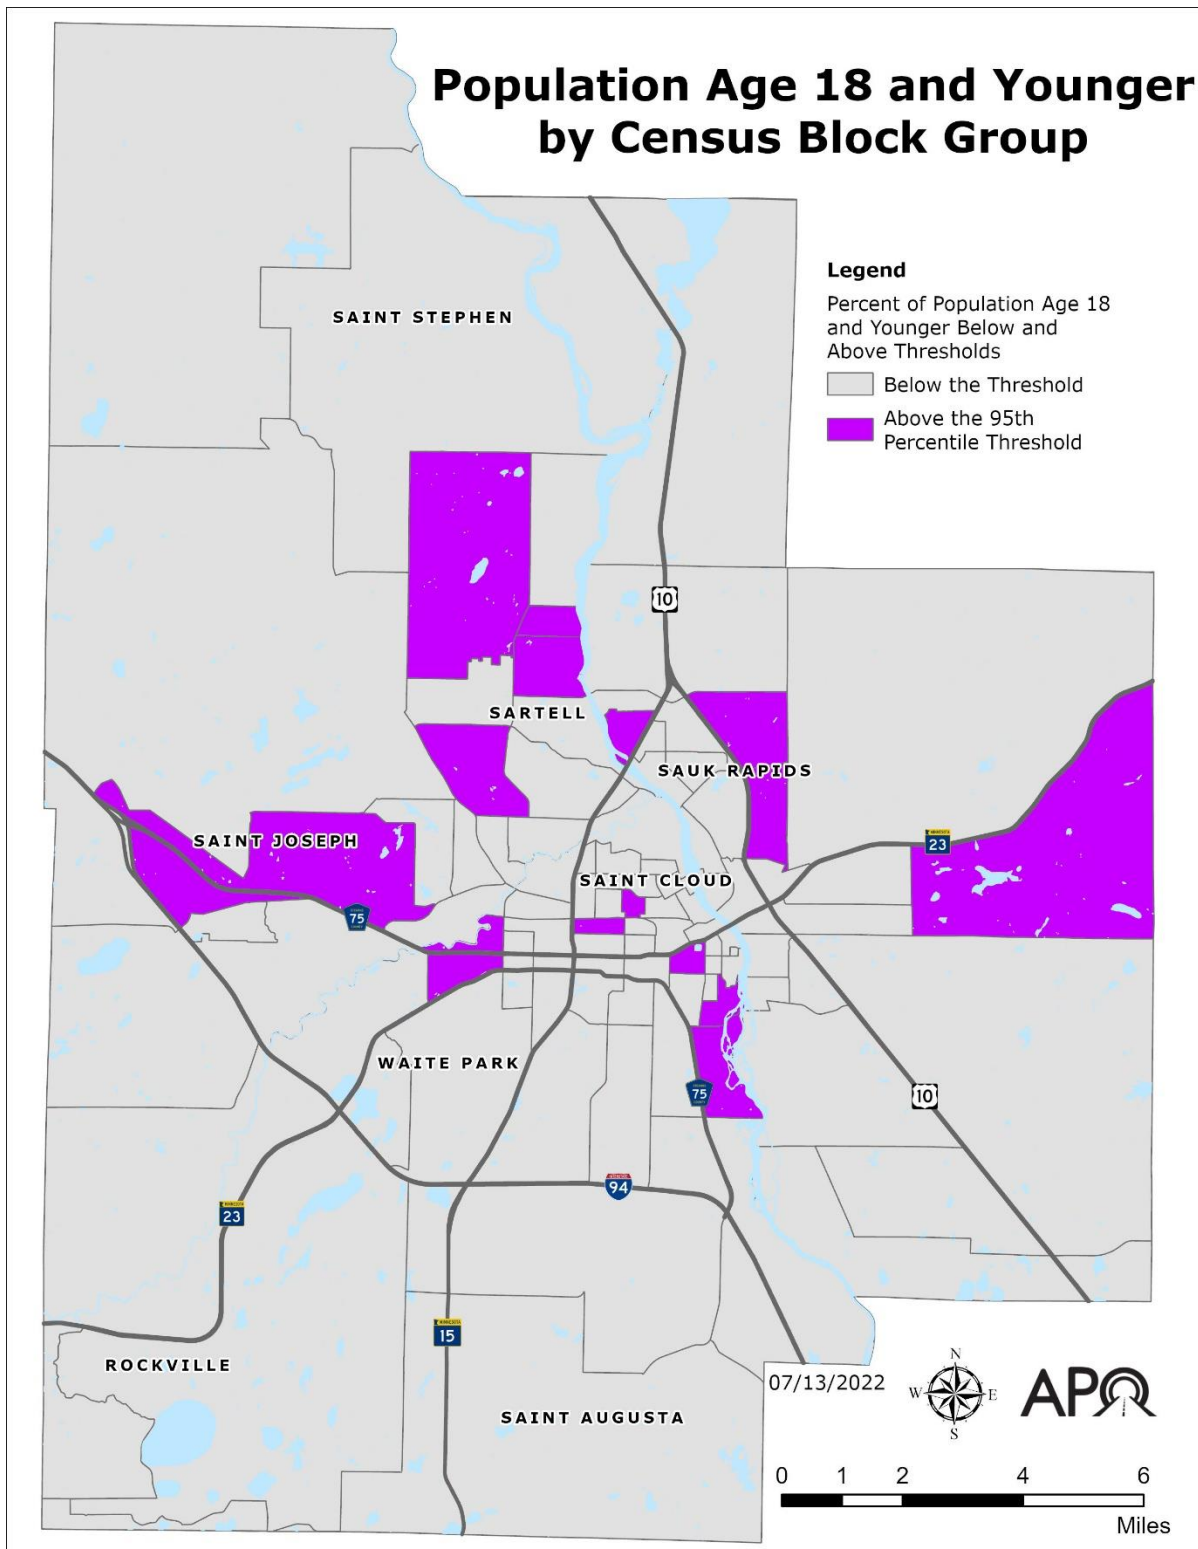 Population Age 18 and Younger
by Census Block Group
Legend
Percent of Population Age 18
and Younger Below and
Above Thresholds
Below the Threshold
Above the 95th
Percentile Threshold
SAINT STEPHEN
10
SARTELL
SAUK RAPIDS
SAINT JOSEPH
MINNESOTA
23
SAINT CLOUD
75
WAITE PARK
75
10
94
MINNESOTA
23
MINNESOTA
15
ROCKVILLE
SAINT AUGUSTA
07/13/2022
N
W
E
S
APO
0 1 2 4 6
Miles